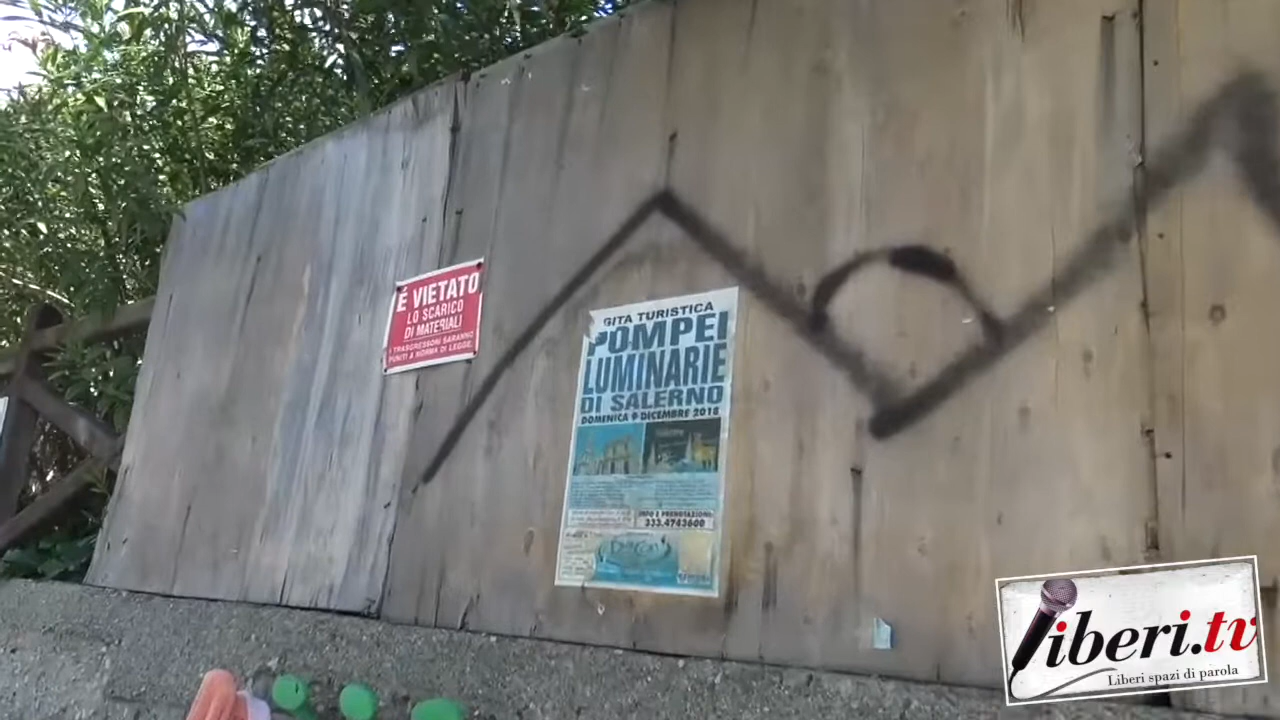 É VIETATO
LO SCARICO
DI MATERIALI
I TRASGRESSORI SARANNO
PUNITI A NORMA DI LEGGE.
GITA TURISTICA
POMPEI
LUMINARIE
DI SALERNO
DOMENICA 9 DICEMBRE 2018
INFO E PRENOTAZIONI:
333.4743600
liberi.tv
Liberi spazi di parola